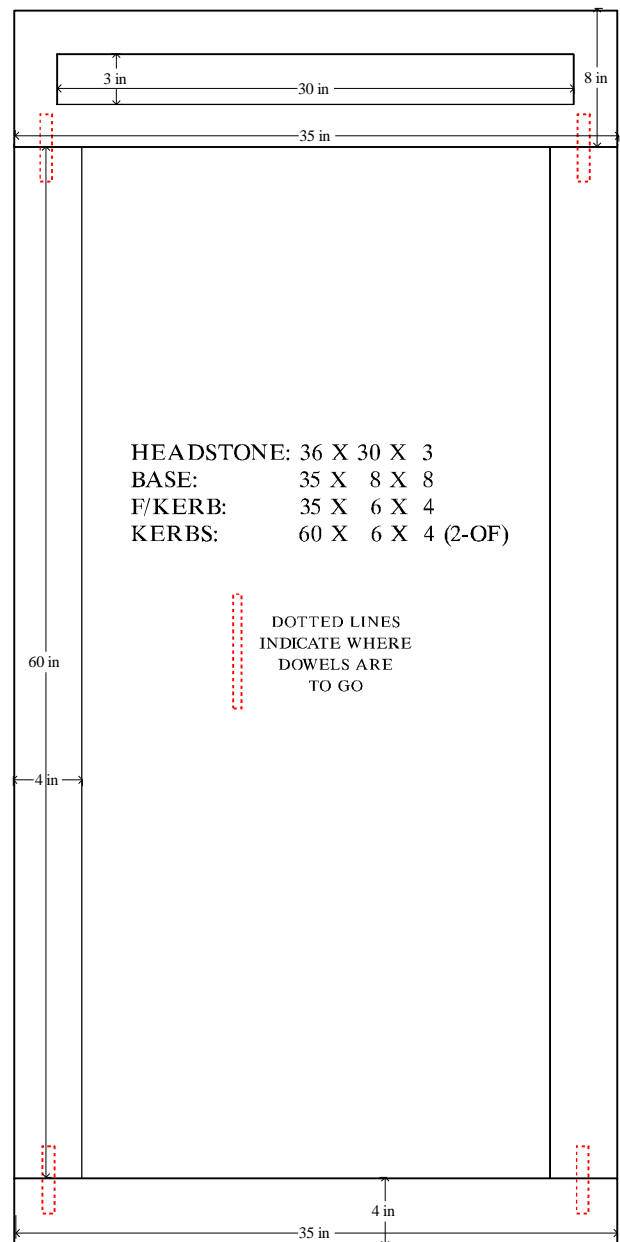 3 in
8 in
30 in
35 in
HEADSTONE: 36 X 30 X 3
BASE: 35 X 8 X 8
F/KERB: 35 X 6 X 4
KERBS: 60 X 6 X 4 (2-OF)
DOTTED LINES
INDICATE WHERE
DOWELS ARE
TO GO
60 in
4 in
4 in
35 in